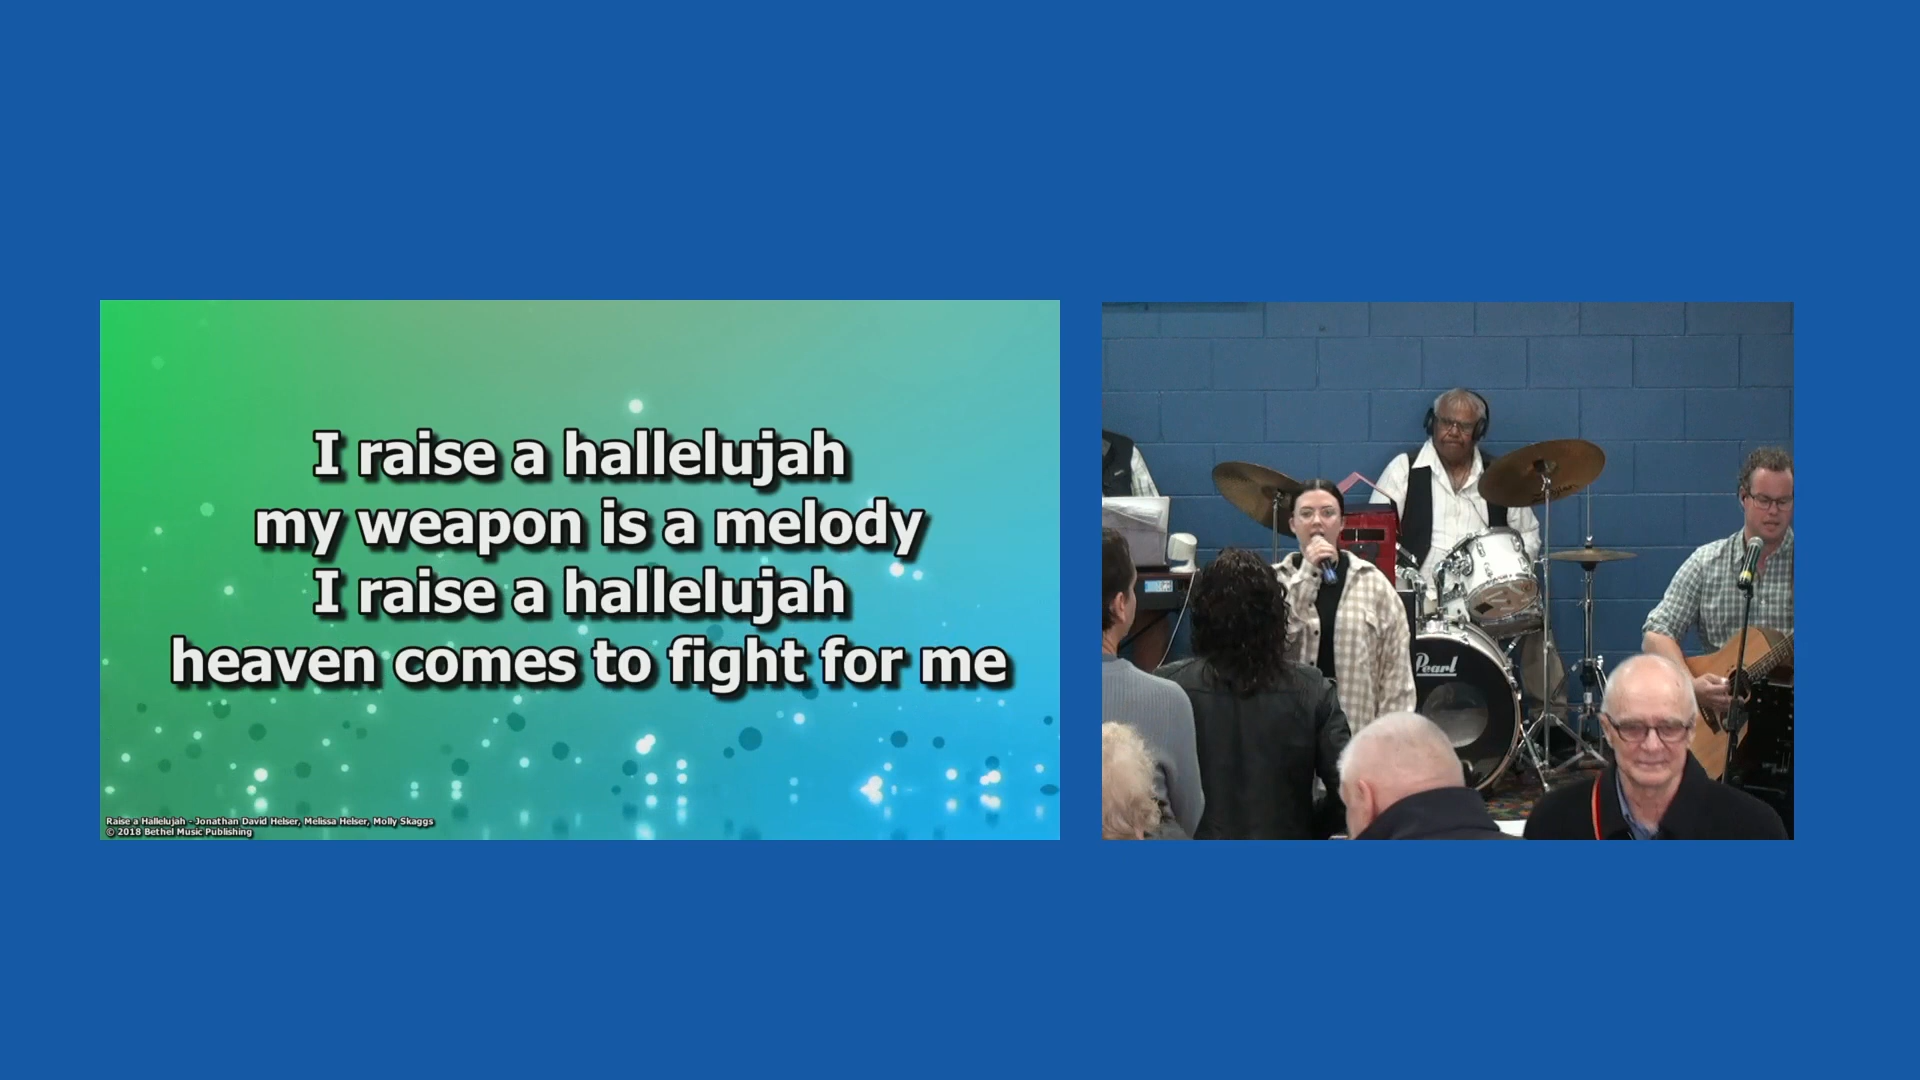 I raise a hallelujah
my weapon is a melody
I raise a hallelujah
heaven comes to fight for me
Raise a Hallelujah - Jonathan David Helser, Melissa Helser, Molly Skaggs
© 2018 Bethel Music Publishing
Pearl